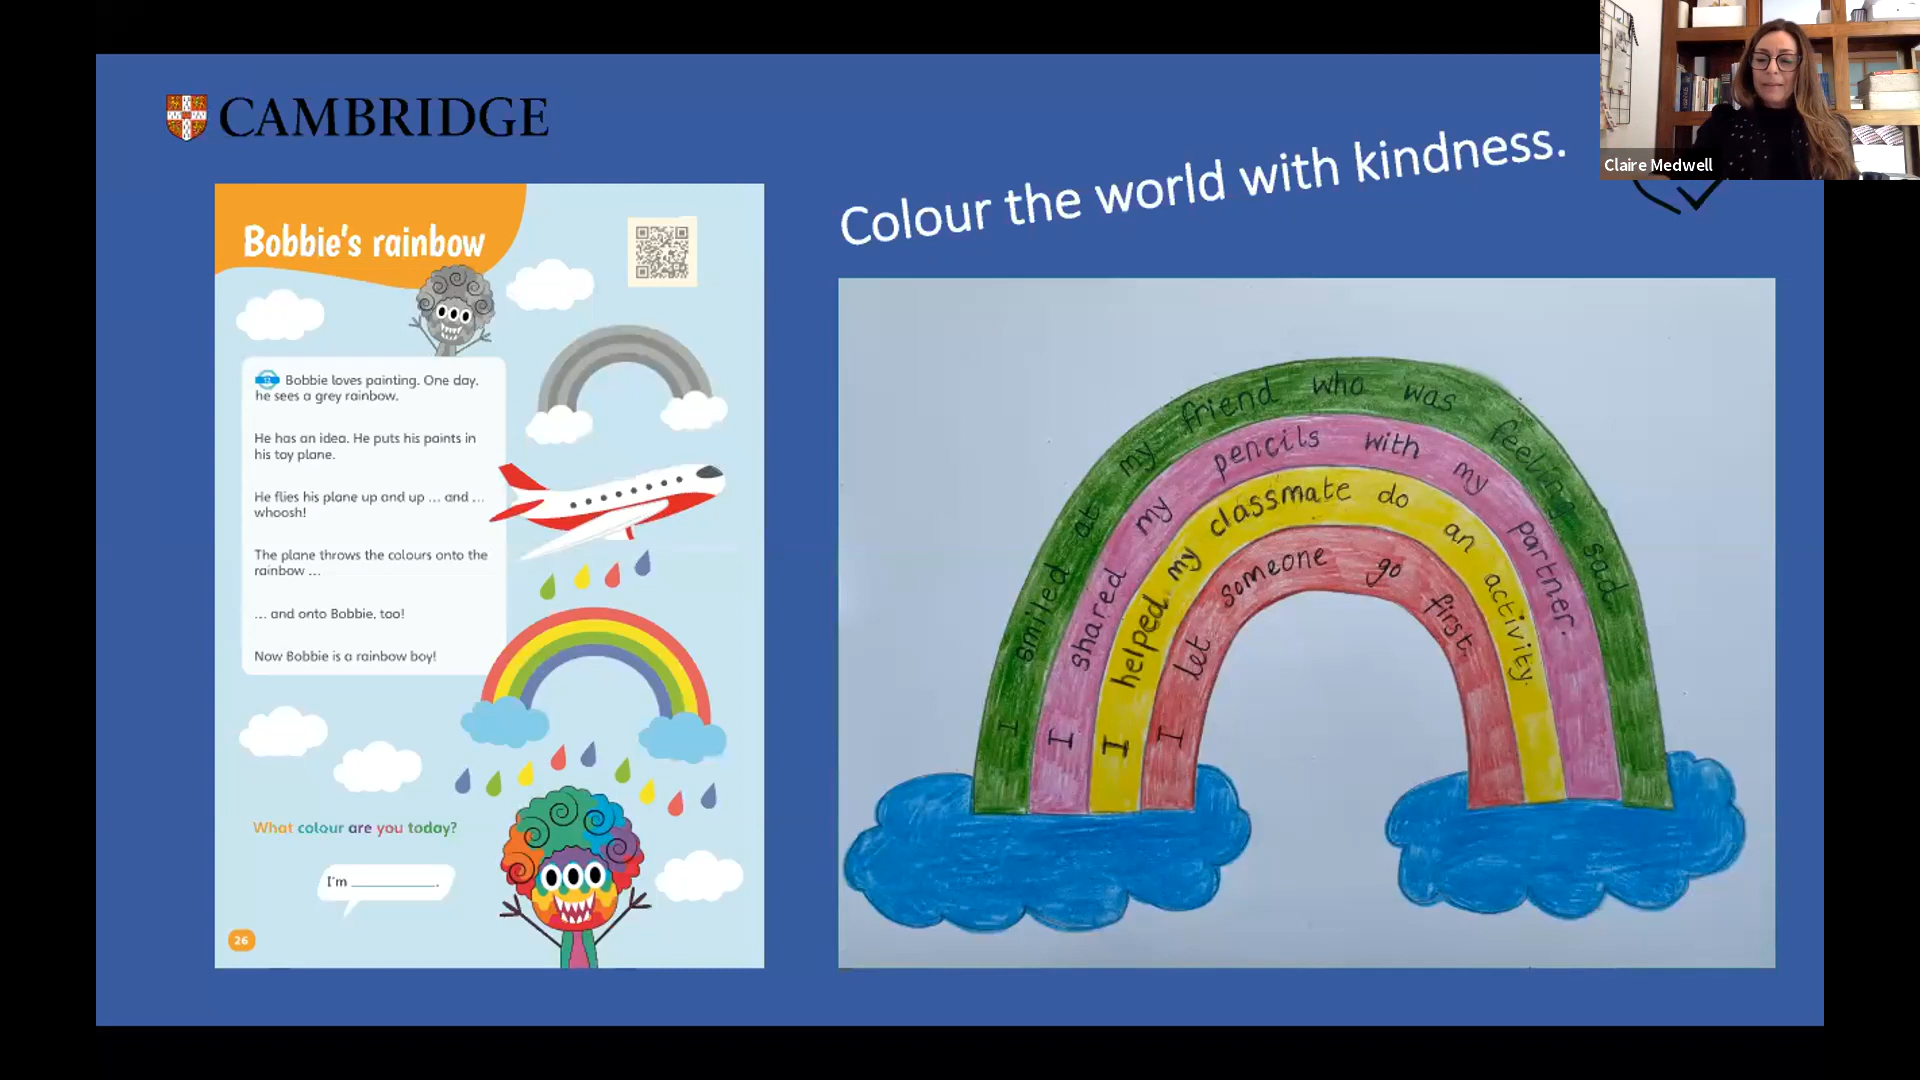 CAMBRIDGE
Colour the world with kindness.
Claire Medwell
Bobbie's rainbow
Bobbie loves painting. One day,
he sees a grey rainbow.
He has an idea. He puts his paints in
his toy plane.
He flies his plane up and up ... and ...
whoosh!
The plane throws the colours onto the
rainbow ...
... and onto Bobbie, too!
Now Bobbie is a rainbow boy!
What colour are you today?
I'm __________.
26
I smiled at my friend who was feeling sad
I shared my pencils with my partner.
I helped my classmate do an activity.
I let someone go first.